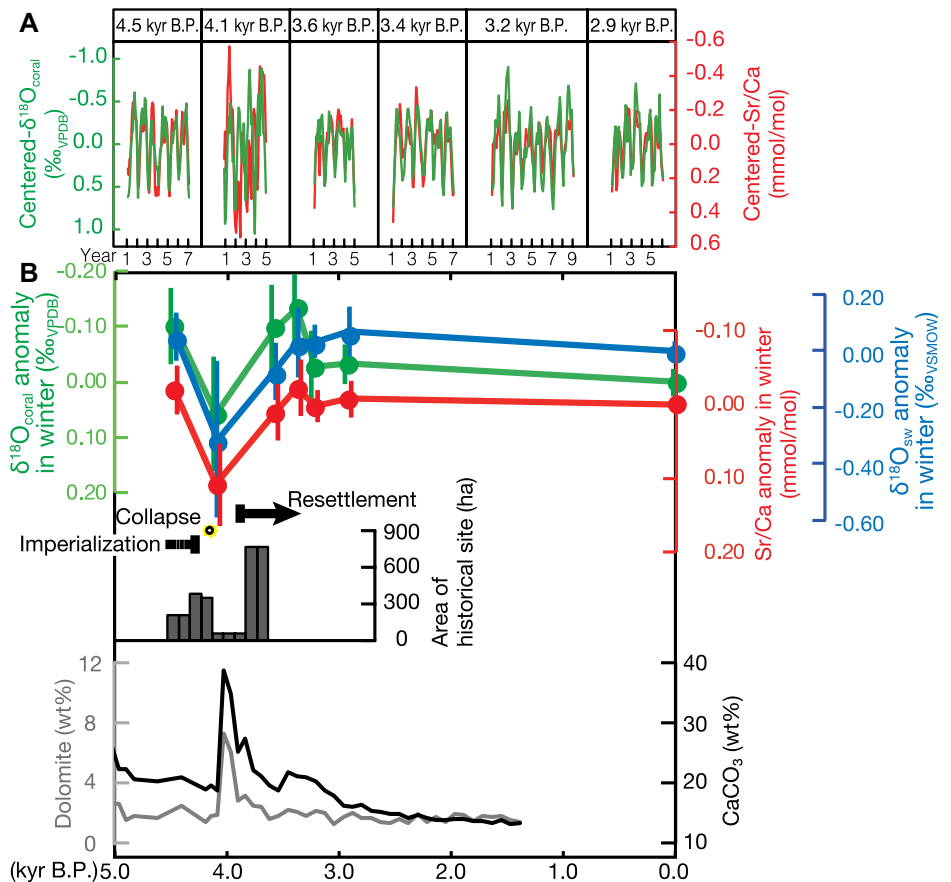 A
4.5 kyr B.P. 4.1 kyr B.P. 3.6 kyr B.P. 3.4 kyr B.P. 3.2 kyr B.P. 2.9 kyr B.P.
Centered-δ¹⁸Ocoral
(‰VPDB)
-1.0
-0.5
0.0
0.5
1.0
-0.6
-0.4
-0.2
0.0
0.2
0.4
0.6
Centered-Sr/Ca
(mmol/mol)
Year 1 3 5 7 1 3 5 1 3 5 1 3 5 7 1 3 5 7 9 1 3 5
B
δ¹⁸Ocoral anomaly
in winter (‰VPDB)
-0.20
-0.10
0.00
0.10
0.20
-0.10
0.00
0.10
0.20
Sr/Ca anomaly in winter
(mmol/mol)
0.20
0.00
-0.20
-0.40
-0.60
δ¹⁸Osw anomaly
in winter (‰VSMOW)
Resettlement
Collapse
Imperialization
900
600
300
0
Area of
historical site (ha)
Dolomite (wt%)
12
8
4
0
40
30
20
10
CaCO₃ (wt%)
(kyr B.P.) 5.0 4.0 3.0 2.0 1.0 0.0